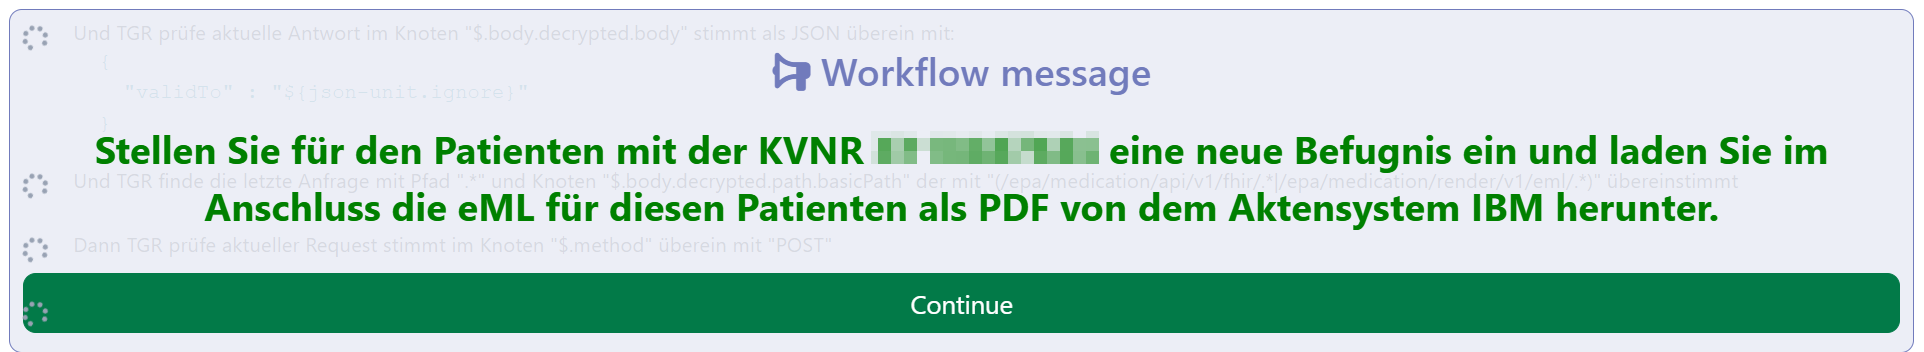 Und TGR prüfe aktuelle Antwort im Knoten "$.body.decrypted.body" stimmt als JSON überein mit:
{
Workflow message
"validTo" : "${json-unit.ignore}"
}
Stellen Sie für den Patienten mit der KVNR eine neue Befugnis ein und laden Sie im
Und TGR finde die letzte Anfrage mit Pfad ".*" und Knoten "$.body.decrypted.path.basicPath" der mit "(/epa/medication/api/v1/fhir/.*|/epa/medication/render/v1/eml/.*)" übereinstimmt
Anschluss die eML für diesen Patienten als PDF von dem Aktensystem IBM herunter.
Dann TGR prüfe aktueller Request stimmt im Knoten "$.method" überein mit "POST"
Continue